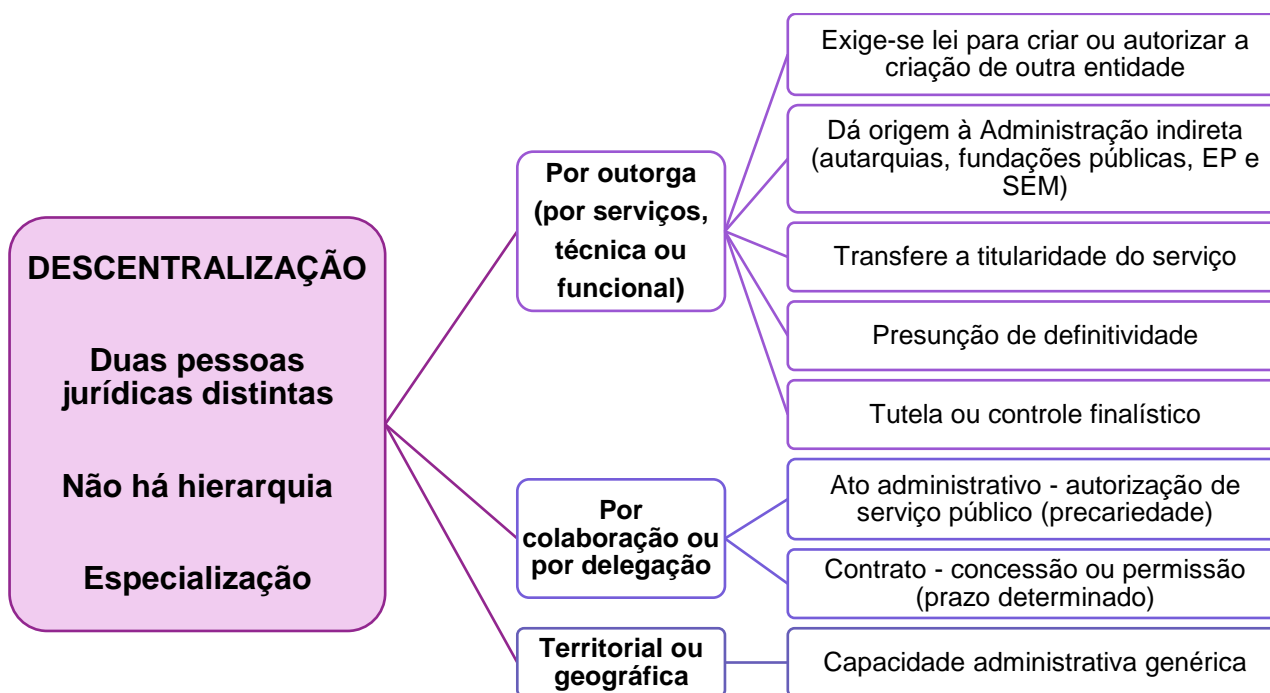 DESCENTRALIZAÇÃO
Duas pessoas
jurídicas distintas
Não há hierarquia
Especialização
Por outorga
(por serviços,
técnica ou
funcional)
Exige-se lei para criar ou autorizar a
criação de outra entidade
Dá origem à Administração indireta
(autarquias, fundações públicas, EP e
SEM)
Transfere a titularidade do serviço
Presunção de definitividade
Tutela ou controle finalístico
Por
colaboração ou
por delegação
Ato administrativo - autorização de
serviço público (precariedade)
Contrato - concessão ou permissão
(prazo determinado)
Territorial ou
geográfica
Capacidade administrativa genérica